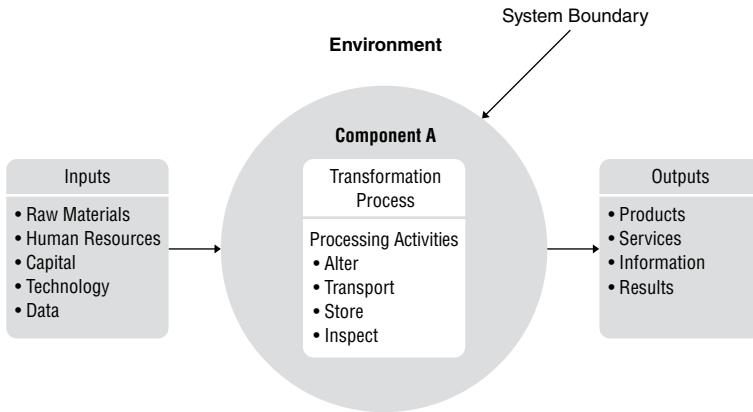 System Boundary
Environment
Component A
Inputs
• Raw Materials
• Human Resources
• Capital
• Technology
• Data
Transformation
Process
Processing Activities
• Alter
• Transport
• Store
• Inspect
Outputs
• Products
• Services
• Information
• Results